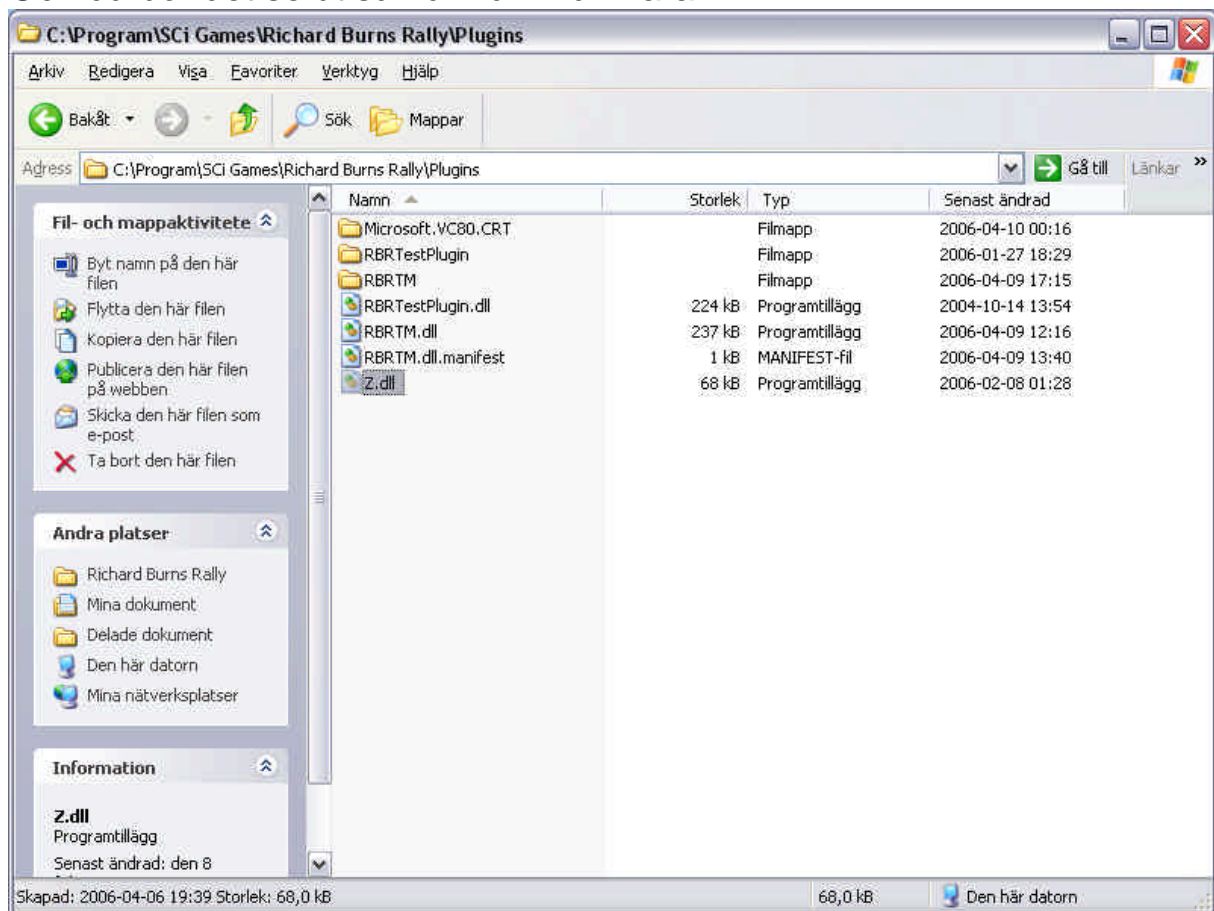 C:\Program\SCi Games\Richard Burns Rally\Plugins
Arkiv Redigera Visa Favoriter Verktyg Hjälp
Bakåt Sök Mappar
Adress C:\Program\SCi Games\Richard Burns Rally\Plugins Gå till Länkar »
Namn Storlek Typ Senast ändrad
Microsoft.VC80.CRT Filmapp 2006-04-10 00:16
RBRTestPlugin Filmapp 2006-01-27 18:29
RBRTM Filmapp 2006-04-09 17:15
RBRTestPlugin.dll 224 kB Programtillägg 2004-10-14 13:54
RBRTM.dll 237 kB Programtillägg 2006-04-09 12:16
RBRTM.dll.manifest 1 kB MANIFEST-fil 2006-04-09 13:40
Z.dll 68 kB Programtillägg 2006-02-08 01:28
Fil- och mappaktivitete
Byt namn på den här
filen
Flytta den här filen
Kopiera den här filen
Publicera den här filen
på webben
Skicka den här filen som
e-post
Ta bort den här filen
Andra platser
Richard Burns Rally
Mina dokument
Delade dokument
Den här datorn
Mina nätverksplatser
Information
Z.dll
Programtillägg
Senast ändrad: den 8
Skapad: 2006-04-06 19:39 Storlek: 68,0 kB 68,0 kB Den här datorn